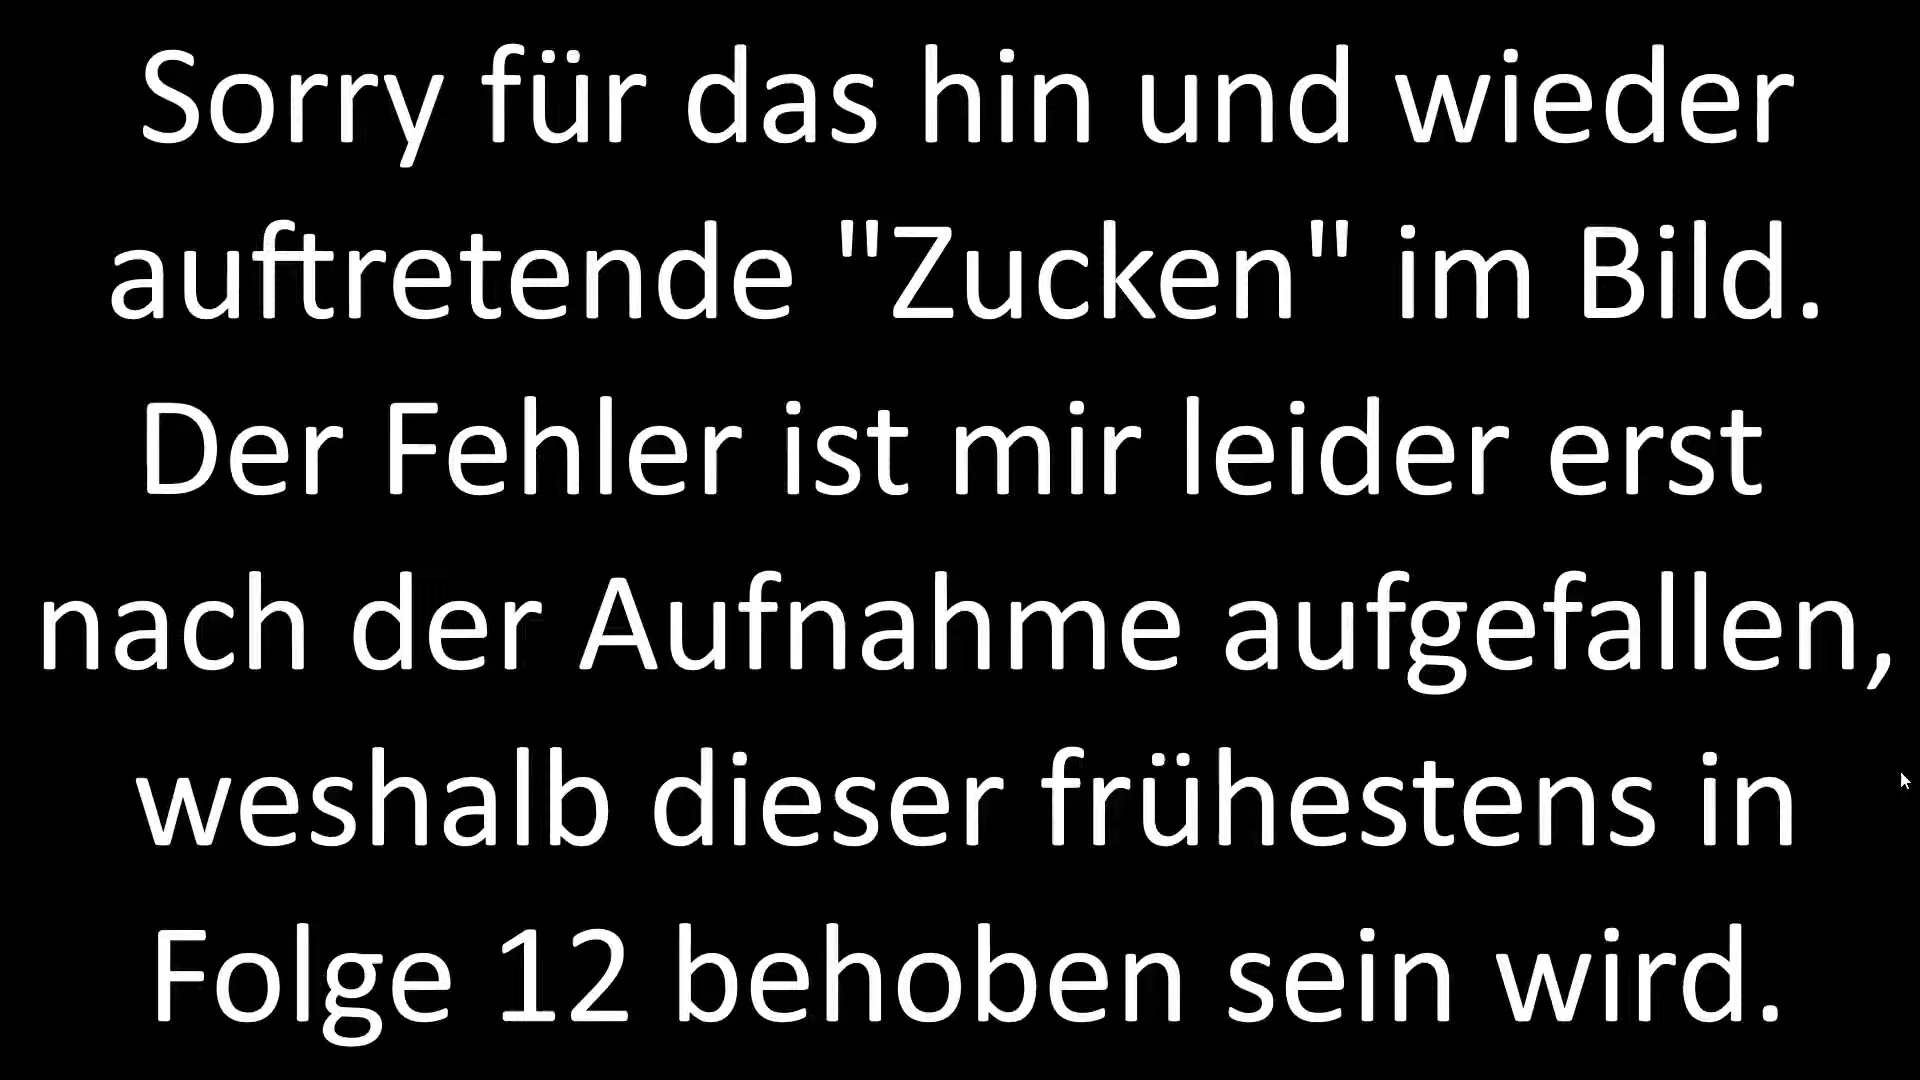 Sorry für das hin und wieder
auftretende "Zucken" im Bild.
Der Fehler ist mir leider erst
nach der Aufnahme aufgefallen,
weshalb dieser frühestens in
Folge 12 behoben sein wird.